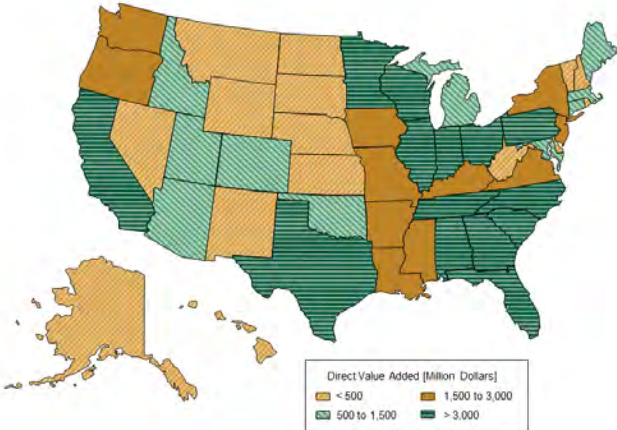 Direct Value Added [Million Dollars]
< 500
1,500 to 3,000
500 to 1,500
> 3,000